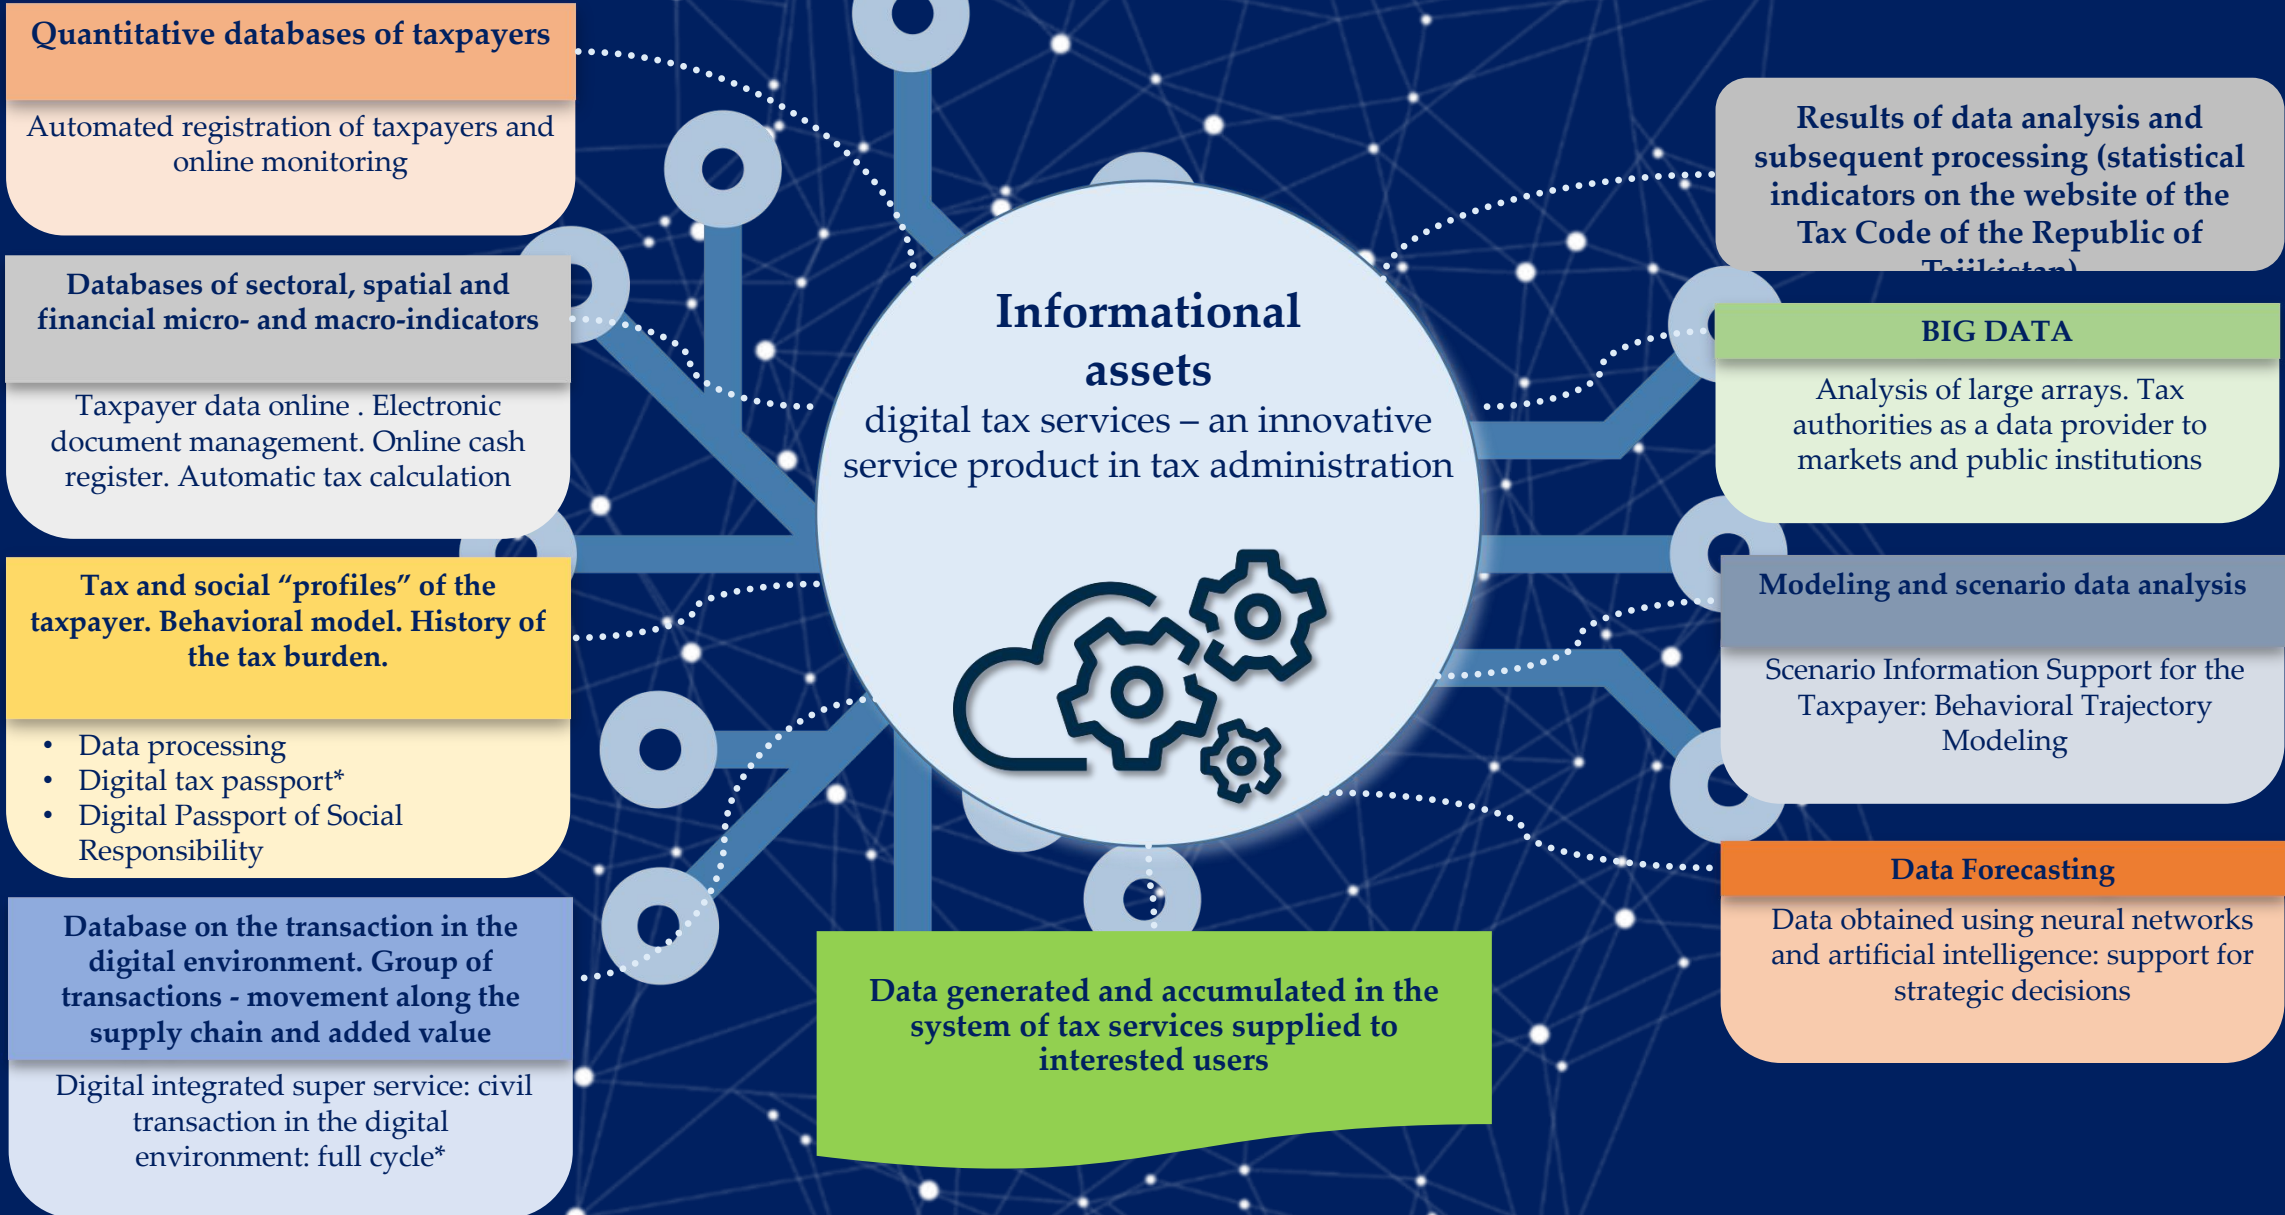 Quantitative databases of taxpayers
Automated registration of taxpayers and
online monitoring
Databases of sectoral, spatial and
financial micro- and macro-indicators
Taxpayer data online . Electronic
document management. Online cash
register. Automatic tax calculation
Tax and social “profiles” of the
taxpayer. Behavioral model. History of
the tax burden.
• Data processing
• Digital tax passport*
• Digital Passport of Social
Responsibility
Database on the transaction in the
digital environment. Group of
transactions - movement along the
supply chain and added value
Digital integrated super service: civil
transaction in the digital
environment: full cycle*
Informational
assets
digital tax services – an innovative
service product in tax administration
Data generated and accumulated in the
system of tax services supplied to
interested users
Results of data analysis and
subsequent processing (statistical
indicators on the website of the
Tax Code of the Republic of
Tajikistan)
BIG DATA
Analysis of large arrays. Tax
authorities as a data provider to
markets and public institutions
Modeling and scenario data analysis
Scenario Information Support for the
Taxpayer: Behavioral Trajectory
Modeling
Data Forecasting
Data obtained using neural networks
and artificial intelligence: support for
strategic decisions